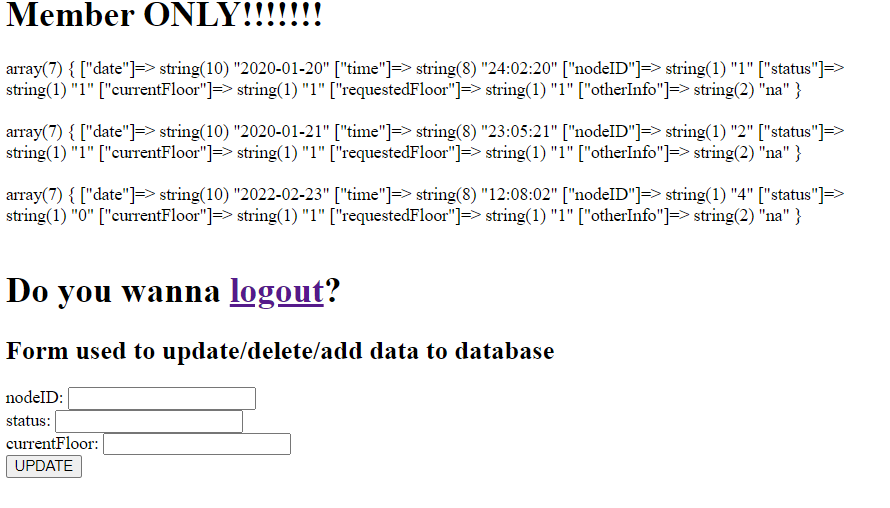 Member ONLY!!!!!!!
array(7) { ["date"]=> string(10) "2020-01-20" ["time"]=> string(8) "24:02:20" ["nodeID"]=> string(1) "1" ["status"]=>
string(1) "1" ["currentFloor"]=> string(1) "1" ["requestedFloor"]=> string(1) "1" ["otherInfo"]=> string(2) "na" }
array(7) { ["date"]=> string(10) "2020-01-21" ["time"]=> string(8) "23:05:21" ["nodeID"]=> string(1) "2" ["status"]=>
string(1) "1" ["currentFloor"]=> string(1) "1" ["requestedFloor"]=> string(1) "1" ["otherInfo"]=> string(2) "na" }
array(7) { ["date"]=> string(10) "2022-02-23" ["time"]=> string(8) "12:08:02" ["nodeID"]=> string(1) "4" ["status"]=>
string(1) "0" ["currentFloor"]=> string(1) "1" ["requestedFloor"]=> string(1) "1" ["otherInfo"]=> string(2) "na" }
Do you wanna logout?
Form used to update/delete/add data to database
nodeID:
status:
currentFloor:
UPDATE